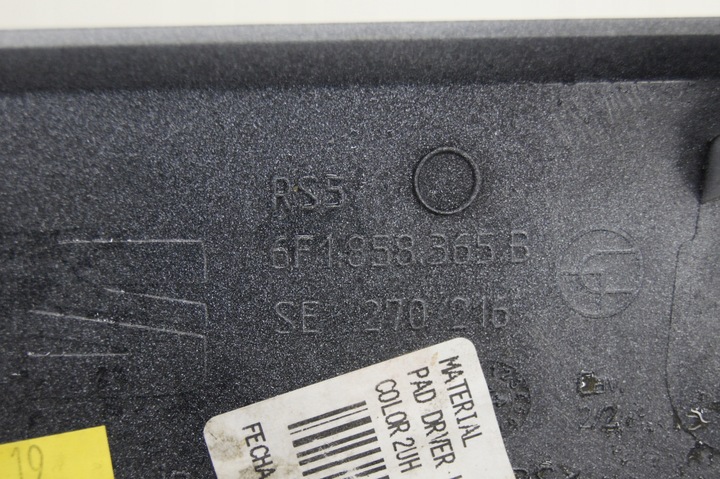 RS5
6F1 858 365 B
SE 270 216
MATERIAL
PAD DRIVER
COLOR 2UH
FECHA
19